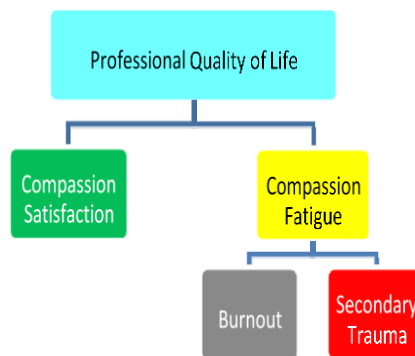 Professional Quality of Life
Compassion
Satisfaction
Compassion
Fatigue
Burnout
Secondary
Trauma